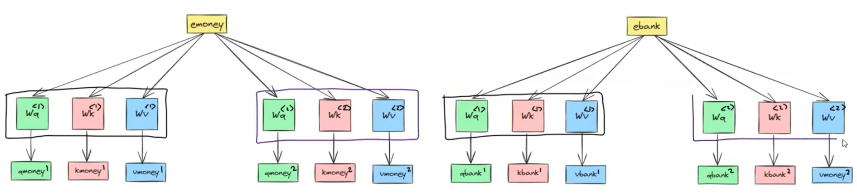 emoney
ebank
Wq⁽¹⁾ Wk⁽¹⁾ Wv⁽¹⁾ Wq⁽²⁾ Wk⁽²⁾ Wv⁽²⁾ Wq⁽¹⁾ Wk⁽¹⁾ Wv⁽¹⁾ Wq⁽²⁾ Wk⁽²⁾ Wv⁽²⁾
qmoney¹ kmoney¹ vmoney¹ qmoney² kmoney² vmoney² qbank¹ kbank¹ vbank¹ qbank² kbank² vmoney²